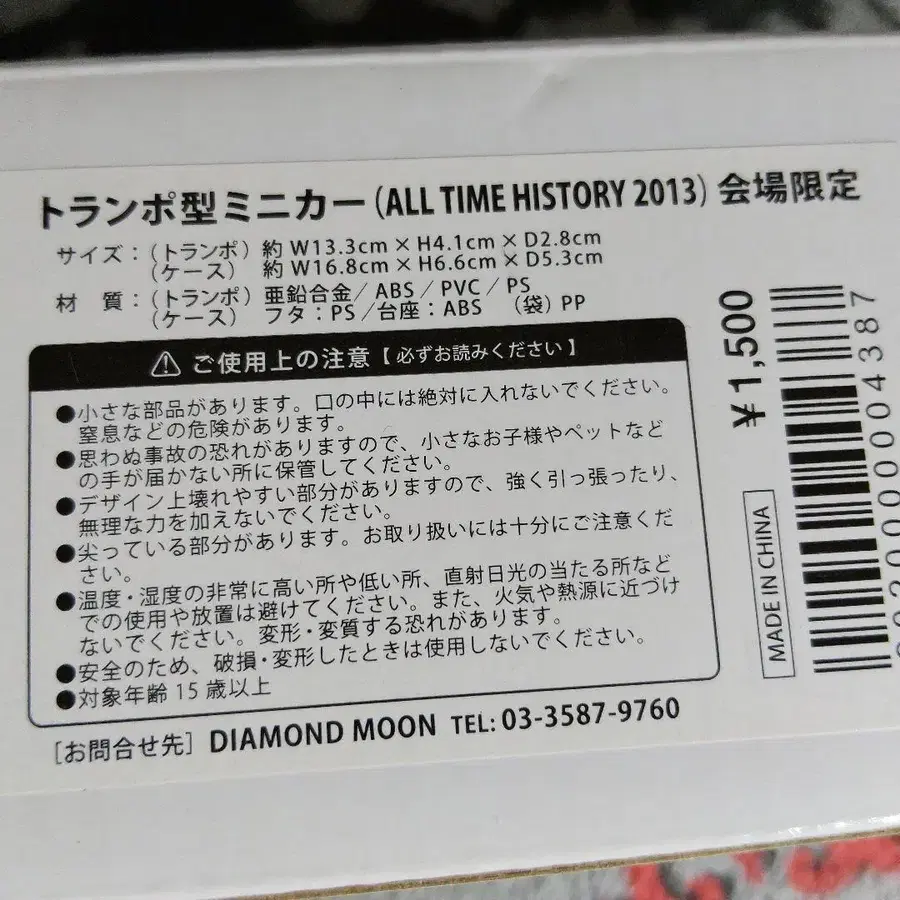 トランポ型ミニカー(ALL TIME HISTORY 2013) 会場限定
サイズ：(トランポ) 約 W13.3cm × H4.1cm × D2.8cm
(ケース) 約 W16.8cm × H6.6cm × D5.3cm
材 質：(トランポ) 亜鉛合金／ABS／PVC／PS
(ケース) フタ：PS／台座：ABS (袋) PP
ご使用上の注意【必ずお読みください】
●小さな部品があります。口の中には絶対に入れないでください。
窒息などの危険があります。
●思わぬ事故の恐れがありますので、小さなお子様やペットなど
の手が届かない所に保管してください。
●デザイン上壊れやすい部分がありますので、強く引っ張ったり、
無理な力を加えないでください。
●尖っている部分があります。お取り扱いには十分にご注意くだ
さい。
●温度・湿度の非常に高い所や低い所、直射日光の当たる所など
での使用や放置は避けてください。また、火気や熱源に近づけ
ないでください。変形・変質する恐れがあります。
●安全のため、破損・変形したときは使用しないでください。
●対象年齢 15 歳以上
[お問合せ先] DIAMOND MOON TEL: 03-3587-9760
¥1,500
MADE IN CHINA